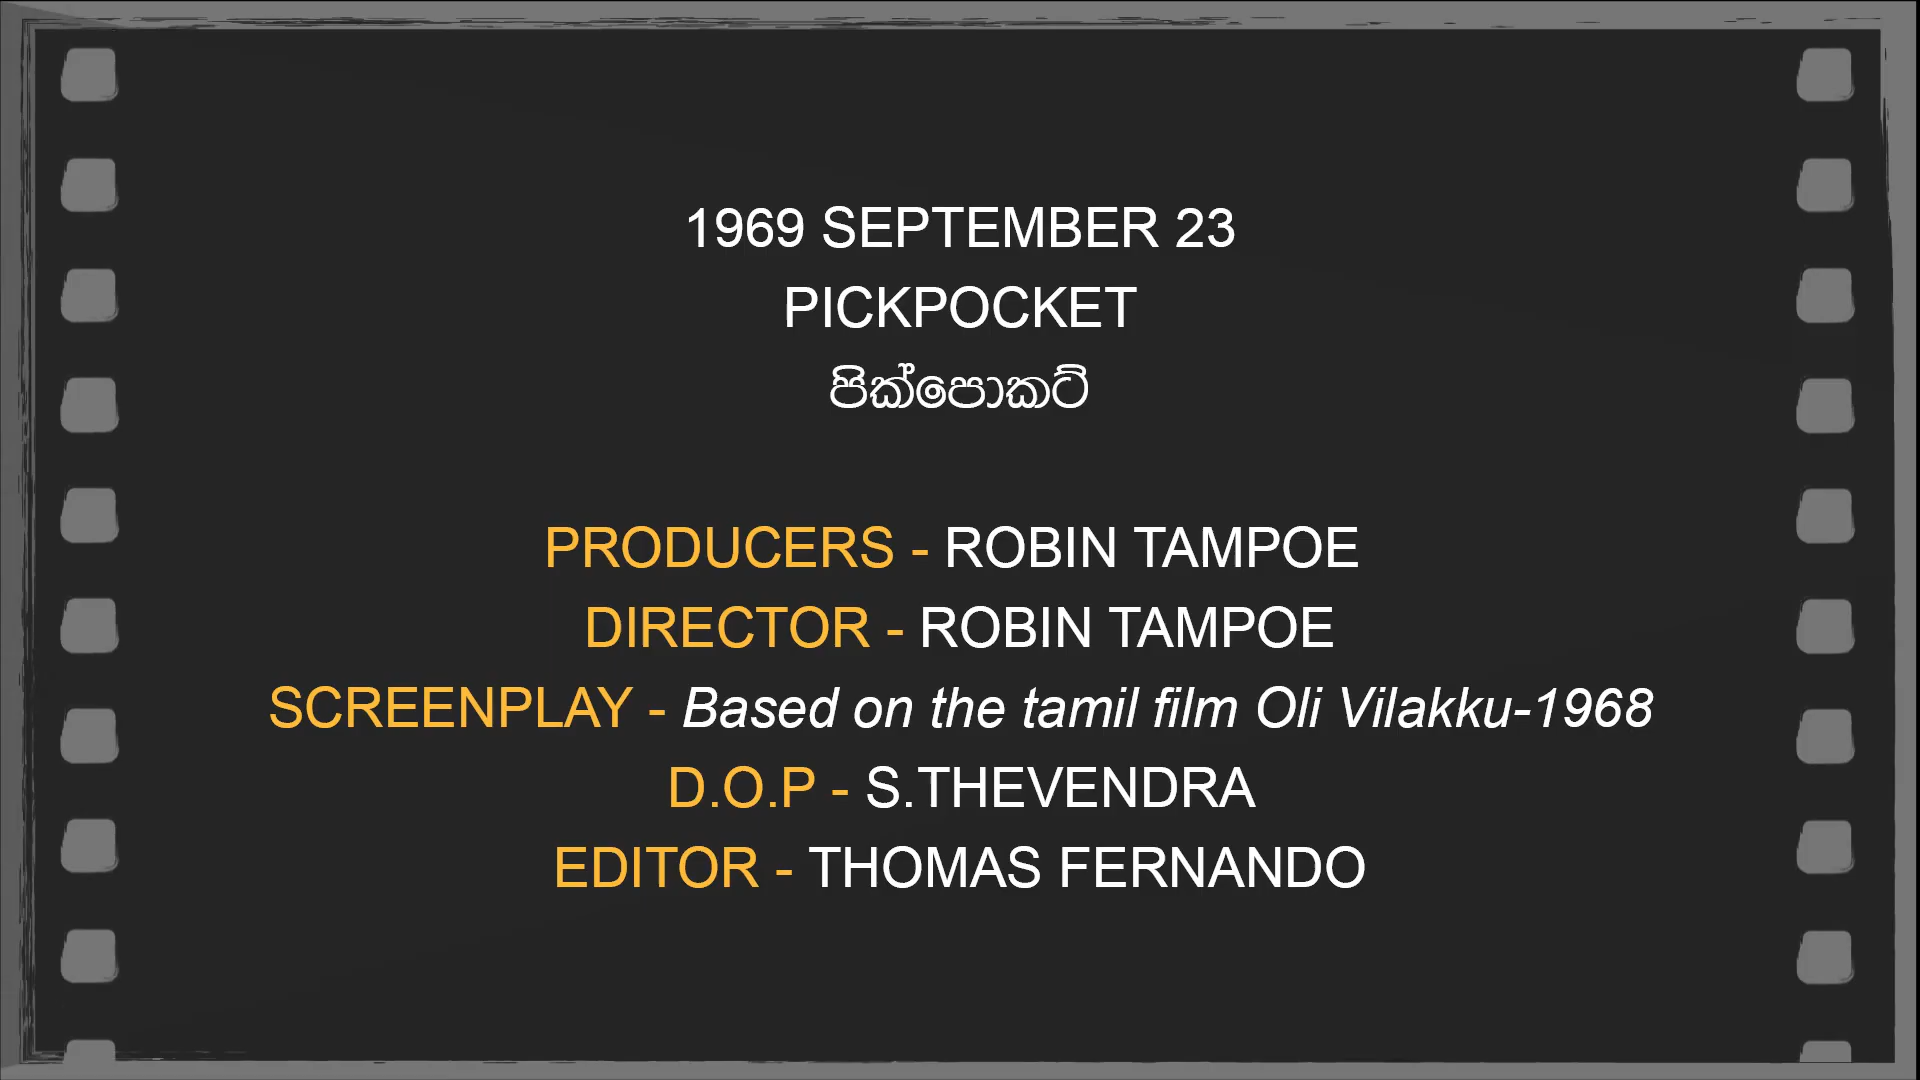 1969 SEPTEMBER 23
PICKPOCKET
පික්පොකට්
PRODUCERS - ROBIN TAMPOE
DIRECTOR - ROBIN TAMPOE
SCREENPLAY - Based on the tamil film Oli Vilakku-1968
D.O.P - S.THEVENDRA
EDITOR - THOMAS FERNANDO